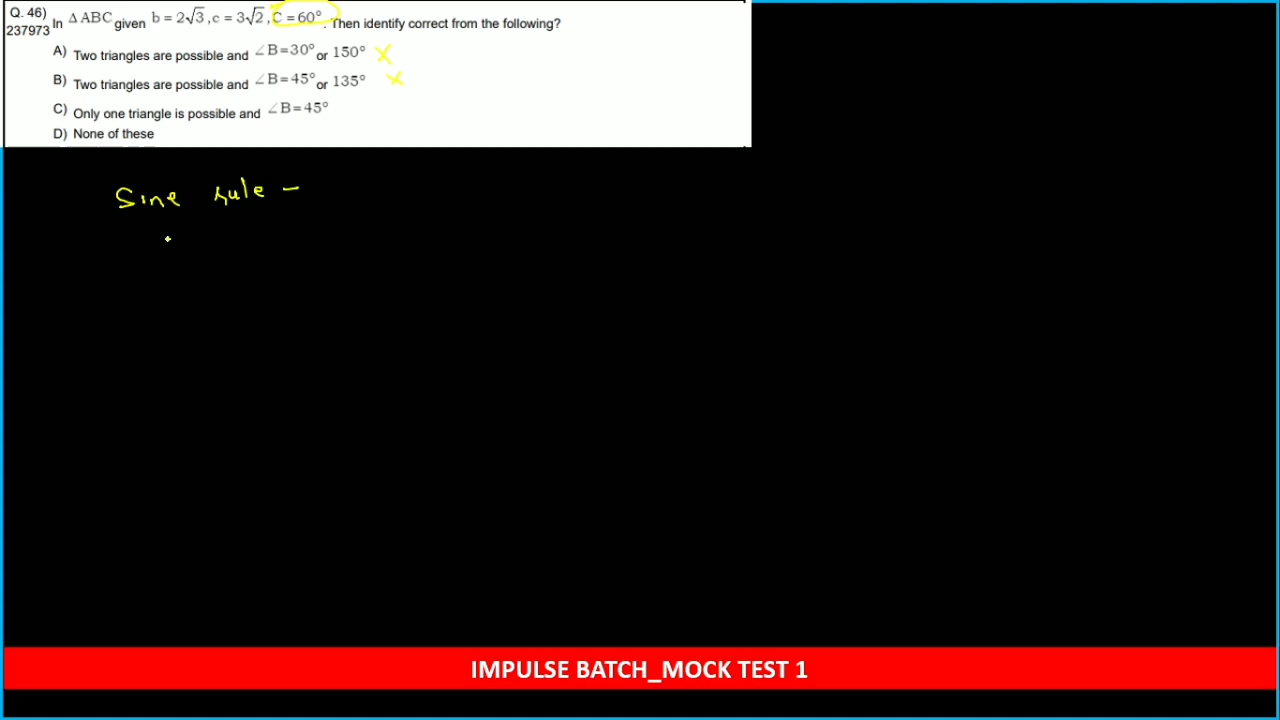 Q. 46)
237973 In Δ ABC given b = 2√3, c = 3√2, C = 60° . Then identify correct from the following?
A) Two triangles are possible and ∠B = 30° or 150° ×
B) Two triangles are possible and ∠B = 45° or 135° ×
C) Only one triangle is possible and ∠B = 45°
D) None of these
Sine rule -
IMPULSE BATCH_MOCK TEST 1